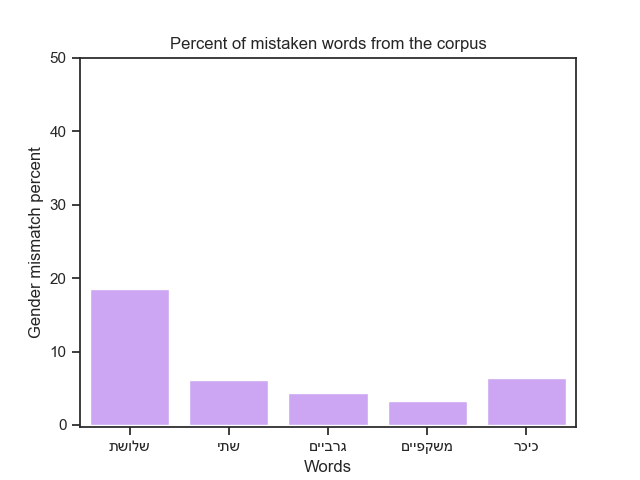 Percent of mistaken words from the corpus
Gender mismatch percent
50
40
30
20
10
0
שלושת
שתי
גרביים
משקפיים
כיכר
Words